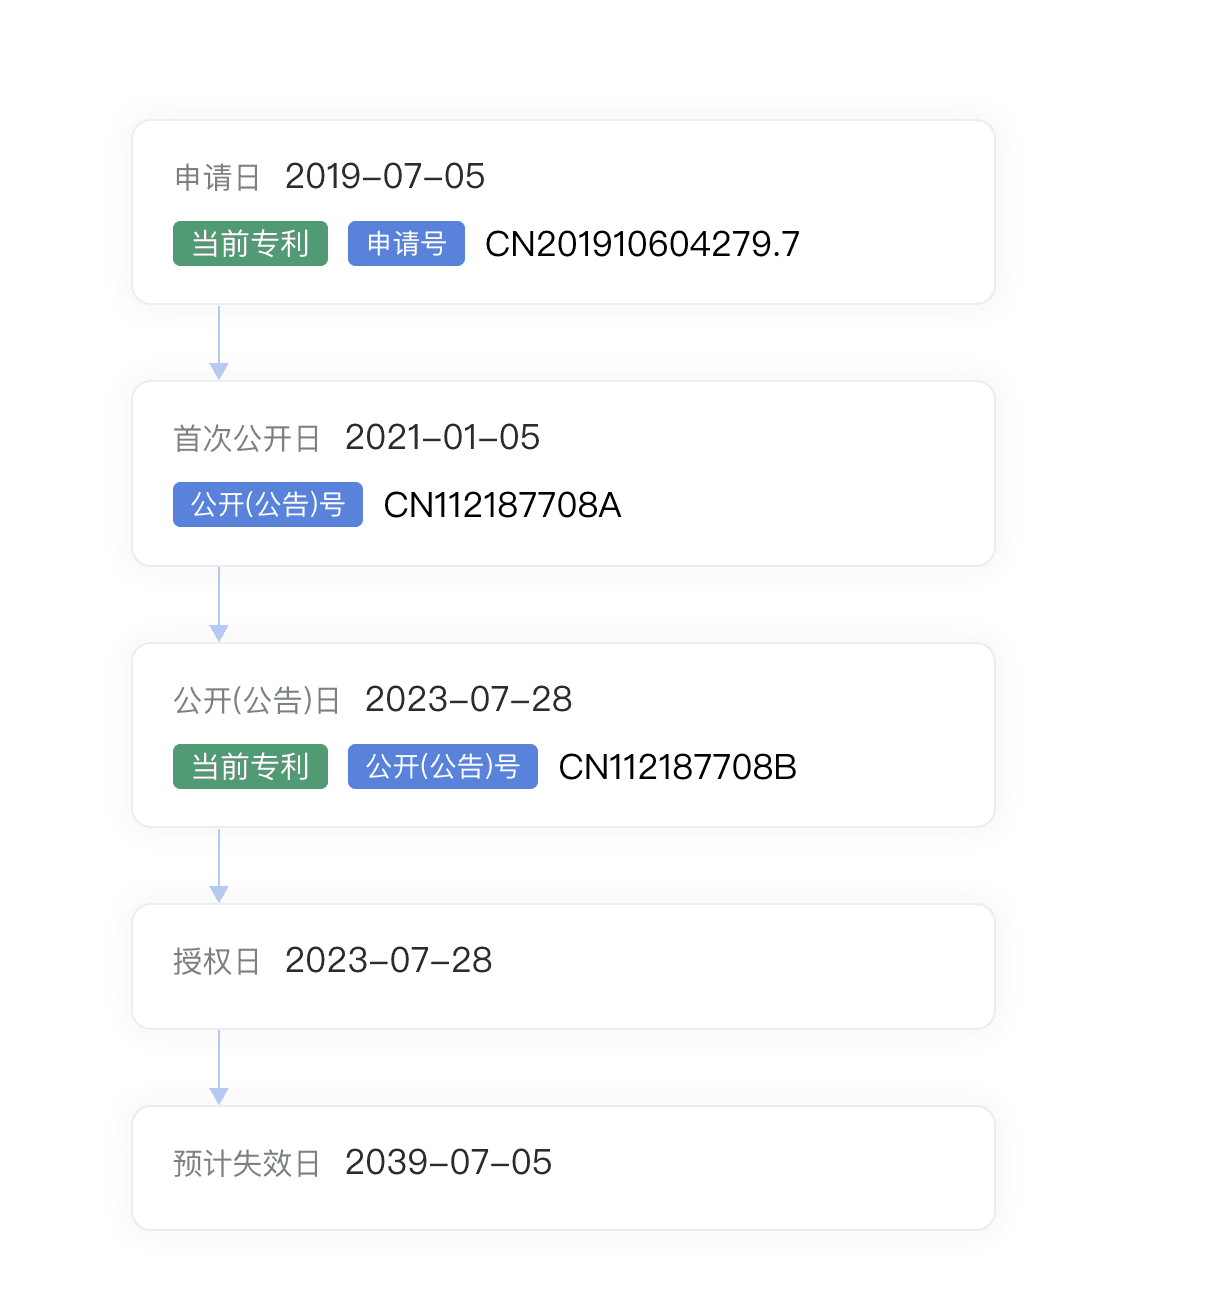 申请日 2019-07-05
当前专利 申请号 CN201910604279.7
首次公开日 2021-01-05
公开(公告)号 CN112187708A
公开(公告)日 2023-07-28
当前专利 公开(公告)号 CN112187708B
授权日 2023-07-28
预计失效日 2039-07-05